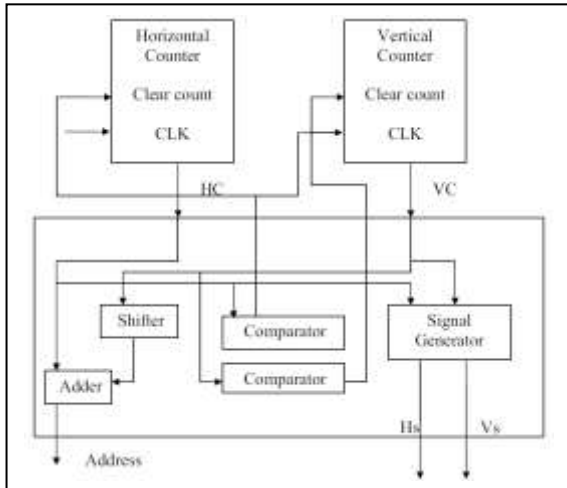 Horizontal
Counter
Clear count
CLK
Vertical
Counter
Clear count
CLK
HC
VC
Shifter
Comparator
Signal
Generator
Adder
Comparator
Hs
Vs
Address